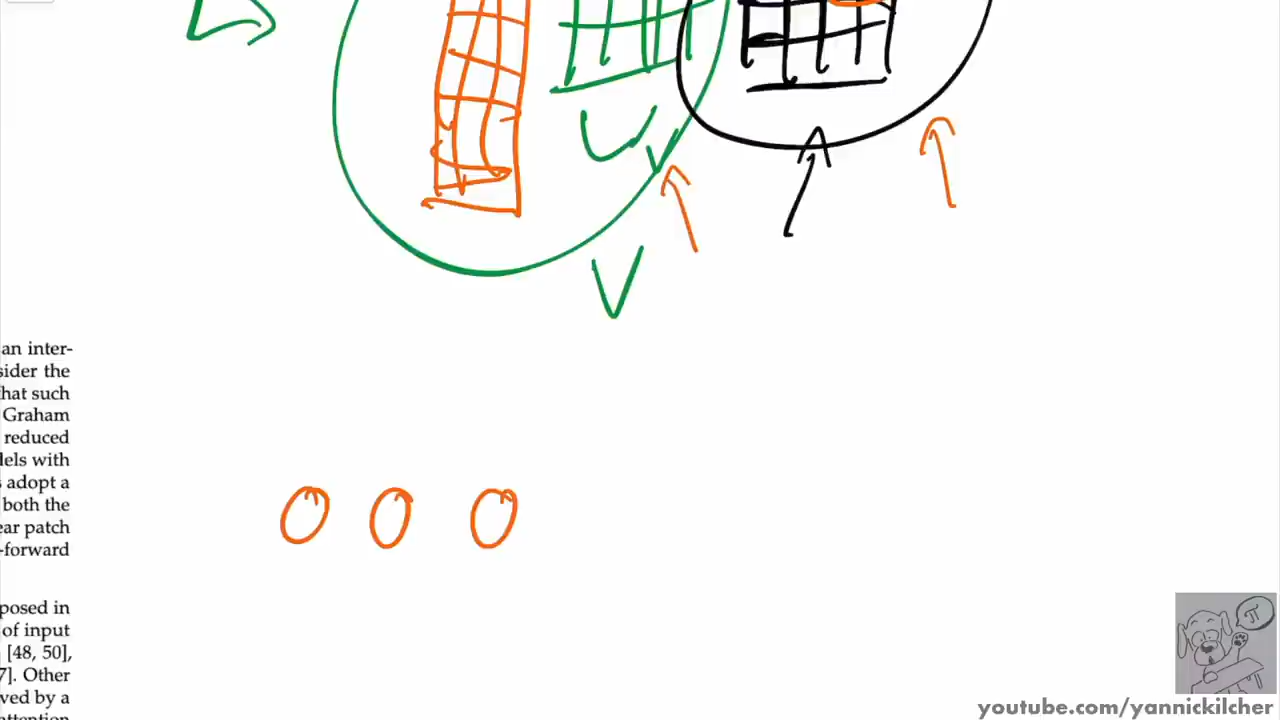 V
an inter-
sider the
hat such
Graham
reduced
dels with
s adopt a
both the
ear patch
-forward
posed in
of input
[48, 50],
7]. Other
ved by a
attention
π
youtube.com/yannickilcher